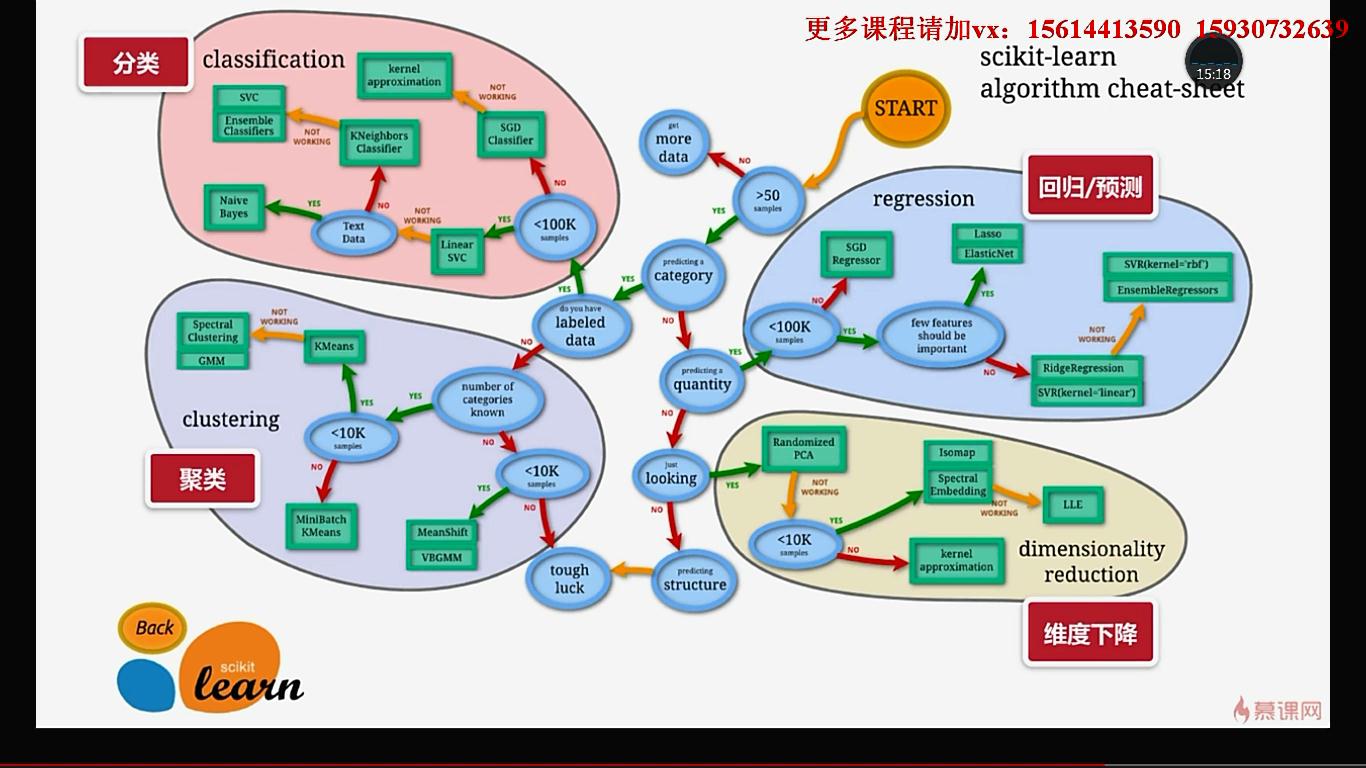 更多课程请加vx：15614413590 15930732639
scikit-learn
algorithm cheat-sheet
15:18
START
get
more
data
NO
>50
samples
YES
predicting a
category
YES
NO
do you have
labeled
data
YES
NO
predicting a
quantity
YES
NO
just
looking
YES
NO
predicting
structure
tough
luck
分类
classification
kernel
approximation
NOT
WORKING
SVC
Ensemble
Classifiers
NOT
WORKING
KNeighbors
Classifier
SGD
Classifier
NO
Naive
Bayes
YES
Text
Data
NO
NOT
WORKING
Linear
SVC
YES
<100K
samples
回归/预测
regression
SGD
Regressor
Lasso
ElasticNet
SVR(kernel='rbf')
EnsembleRegressors
<100K
samples
NO
YES
few features
should be
important
YES
NO
NOT
WORKING
RidgeRegression
SVR(kernel='linear')
聚类
clustering
Spectral
Clustering
GMM
NOT
WORKING
KMeans
YES
<10K
samples
YES
number of
categories
known
NO
NO
<10K
samples
YES
NO
MiniBatch
KMeans
MeanShift
VBGMM
Randomized
PCA
NOT
WORKING
<10K
samples
YES
NO
Isomap
Spectral
Embedding
NOT
WORKING
LLE
kernel
approximation
dimensionality
reduction
维度下降
Back
scikit
learn
慕课网